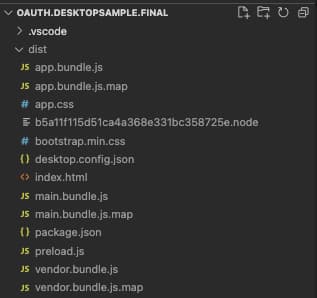 OAUTH.DESKTOPSAMPLE.FINAL
.vscode
dist
JS app.bundle.js
JS app.bundle.js.map
# app.css
b5a11f115d51ca4a368e331bc358725e.node
# bootstrap.min.css
{} desktop.config.json
<> index.html
JS main.bundle.js
JS main.bundle.js.map
{} package.json
JS preload.js
JS vendor.bundle.js
JS vendor.bundle.js.map